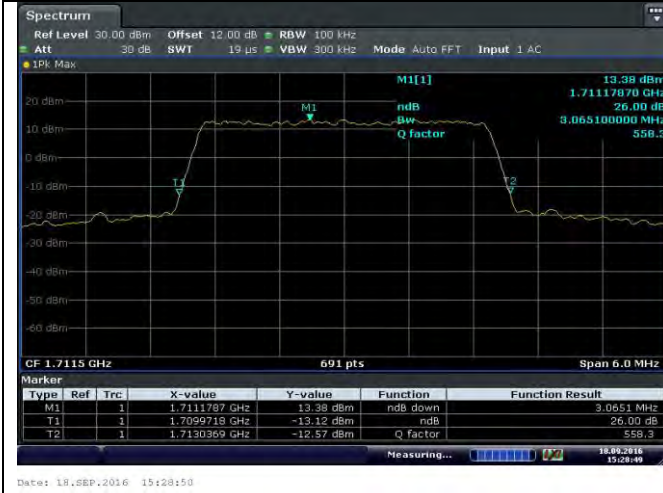 Spectrum
Ref Level 30.00 dBm Offset 12.00 dB RBW 100 kHz
Att 30 dB SWT 19 µs VBW 300 kHz Mode Auto FFT Input 1 AC
1Pk Max
M1[1] 13.38 dBm
1.71117870 GHz
20 dBm
M1
ndB 26.00 dB
10 dBm
Bw 3.065100000 MHz
Q factor 558.3
0 dBm
-10 dBm
T1
T2
-20 dBm
-30 dBm
-40 dBm
-50 dBm
-60 dBm
CF 1.7115 GHz 691 pts Span 6.0 MHz
Marker
Type Ref Trc X-value Y-value Function Function Result
M1 1 1.7111787 GHz 13.38 dBm ndB down 3.0651 MHz
T1 1 1.7099718 GHz -13.12 dBm ndB 26.00 dB
T2 1 1.7130369 GHz -12.57 dBm Q factor 558.3
Measuring... 18.09.2016
15:28:49
Date: 18.SEP.2016 15:28:50